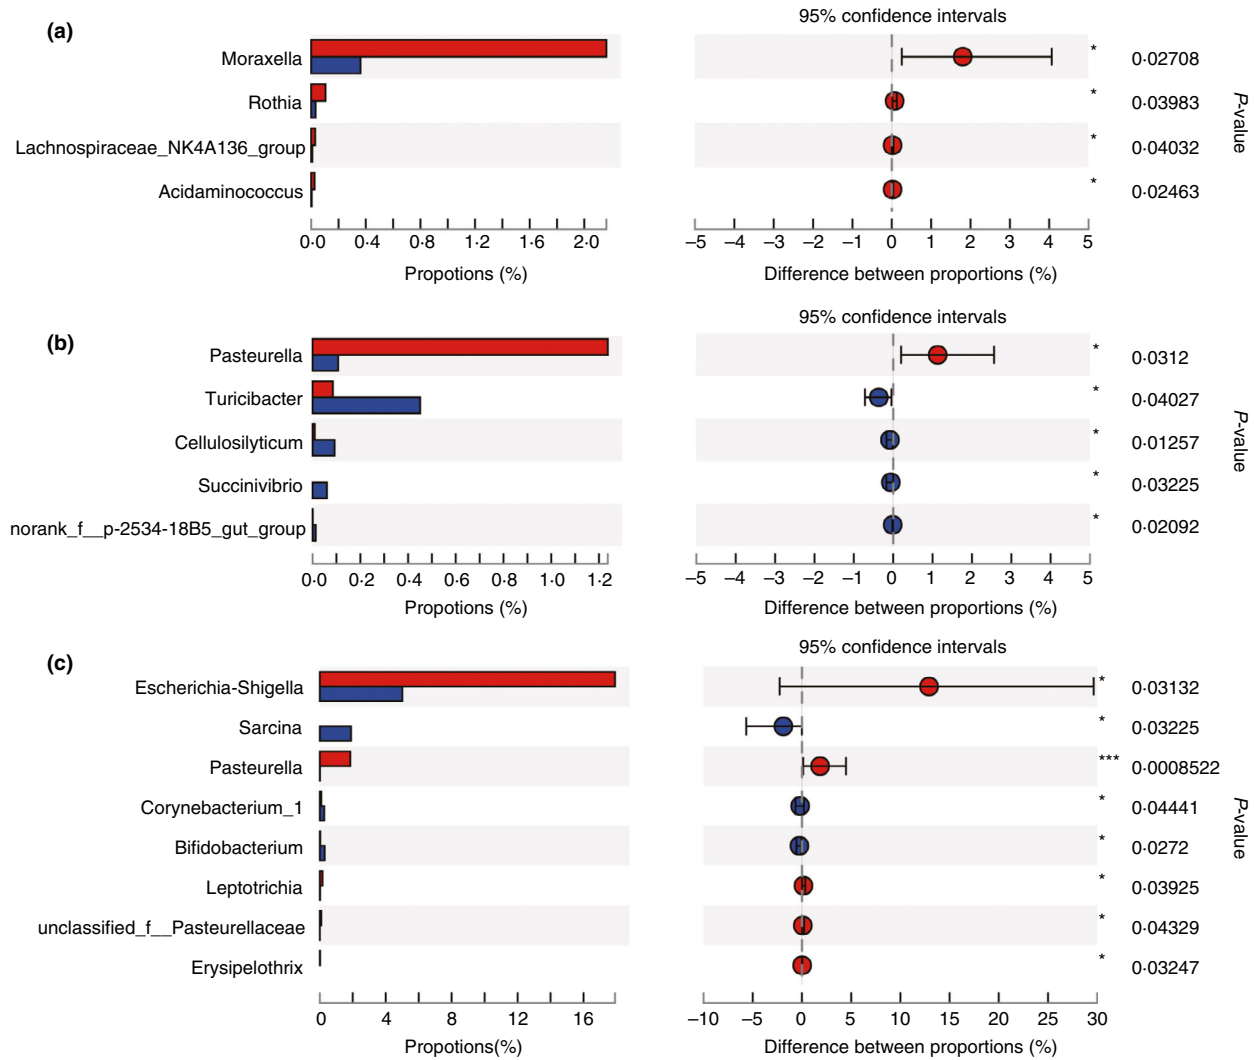 (a)
95% confidence intervals
Moraxella * 0·02708
Rothia * 0·03983
Lachnospiraceae_NK4A136_group * 0·04032
Acidaminococcus * 0·02463
P-value
0·0 0·4 0·8 1·2 1·6 2·0 –5 –4 –3 –2 –1 0 1 2 3 4 5
Propotions (%) Difference between proportions (%)
(b)
95% confidence intervals
Pasteurella * 0·0312
Turicibacter * 0·04027
Cellulosilyticum * 0·01257
Succinivibrio * 0·03225
norank_f__p-2534-18B5_gut_group * 0·02092
P-value
0·0 0·2 0·4 0·6 0·8 1·0 1·2 –5 –4 –3 –2 –1 0 1 2 3 4 5
Propotions (%) Difference between proportions (%)
(c)
95% confidence intervals
Escherichia-Shigella * 0·03132
Sarcina * 0·03225
Pasteurella *** 0·0008522
Corynebacterium_1 * 0·04441
Bifidobacterium * 0·0272
Leptotrichia * 0·03925
unclassified_f__Pasteurellaceae * 0·04329
Erysipelothrix * 0·03247
P-value
0 4 8 12 16 –10 –5 0 5 10 15 20 25 30
Propotions(%) Difference between proportions (%)